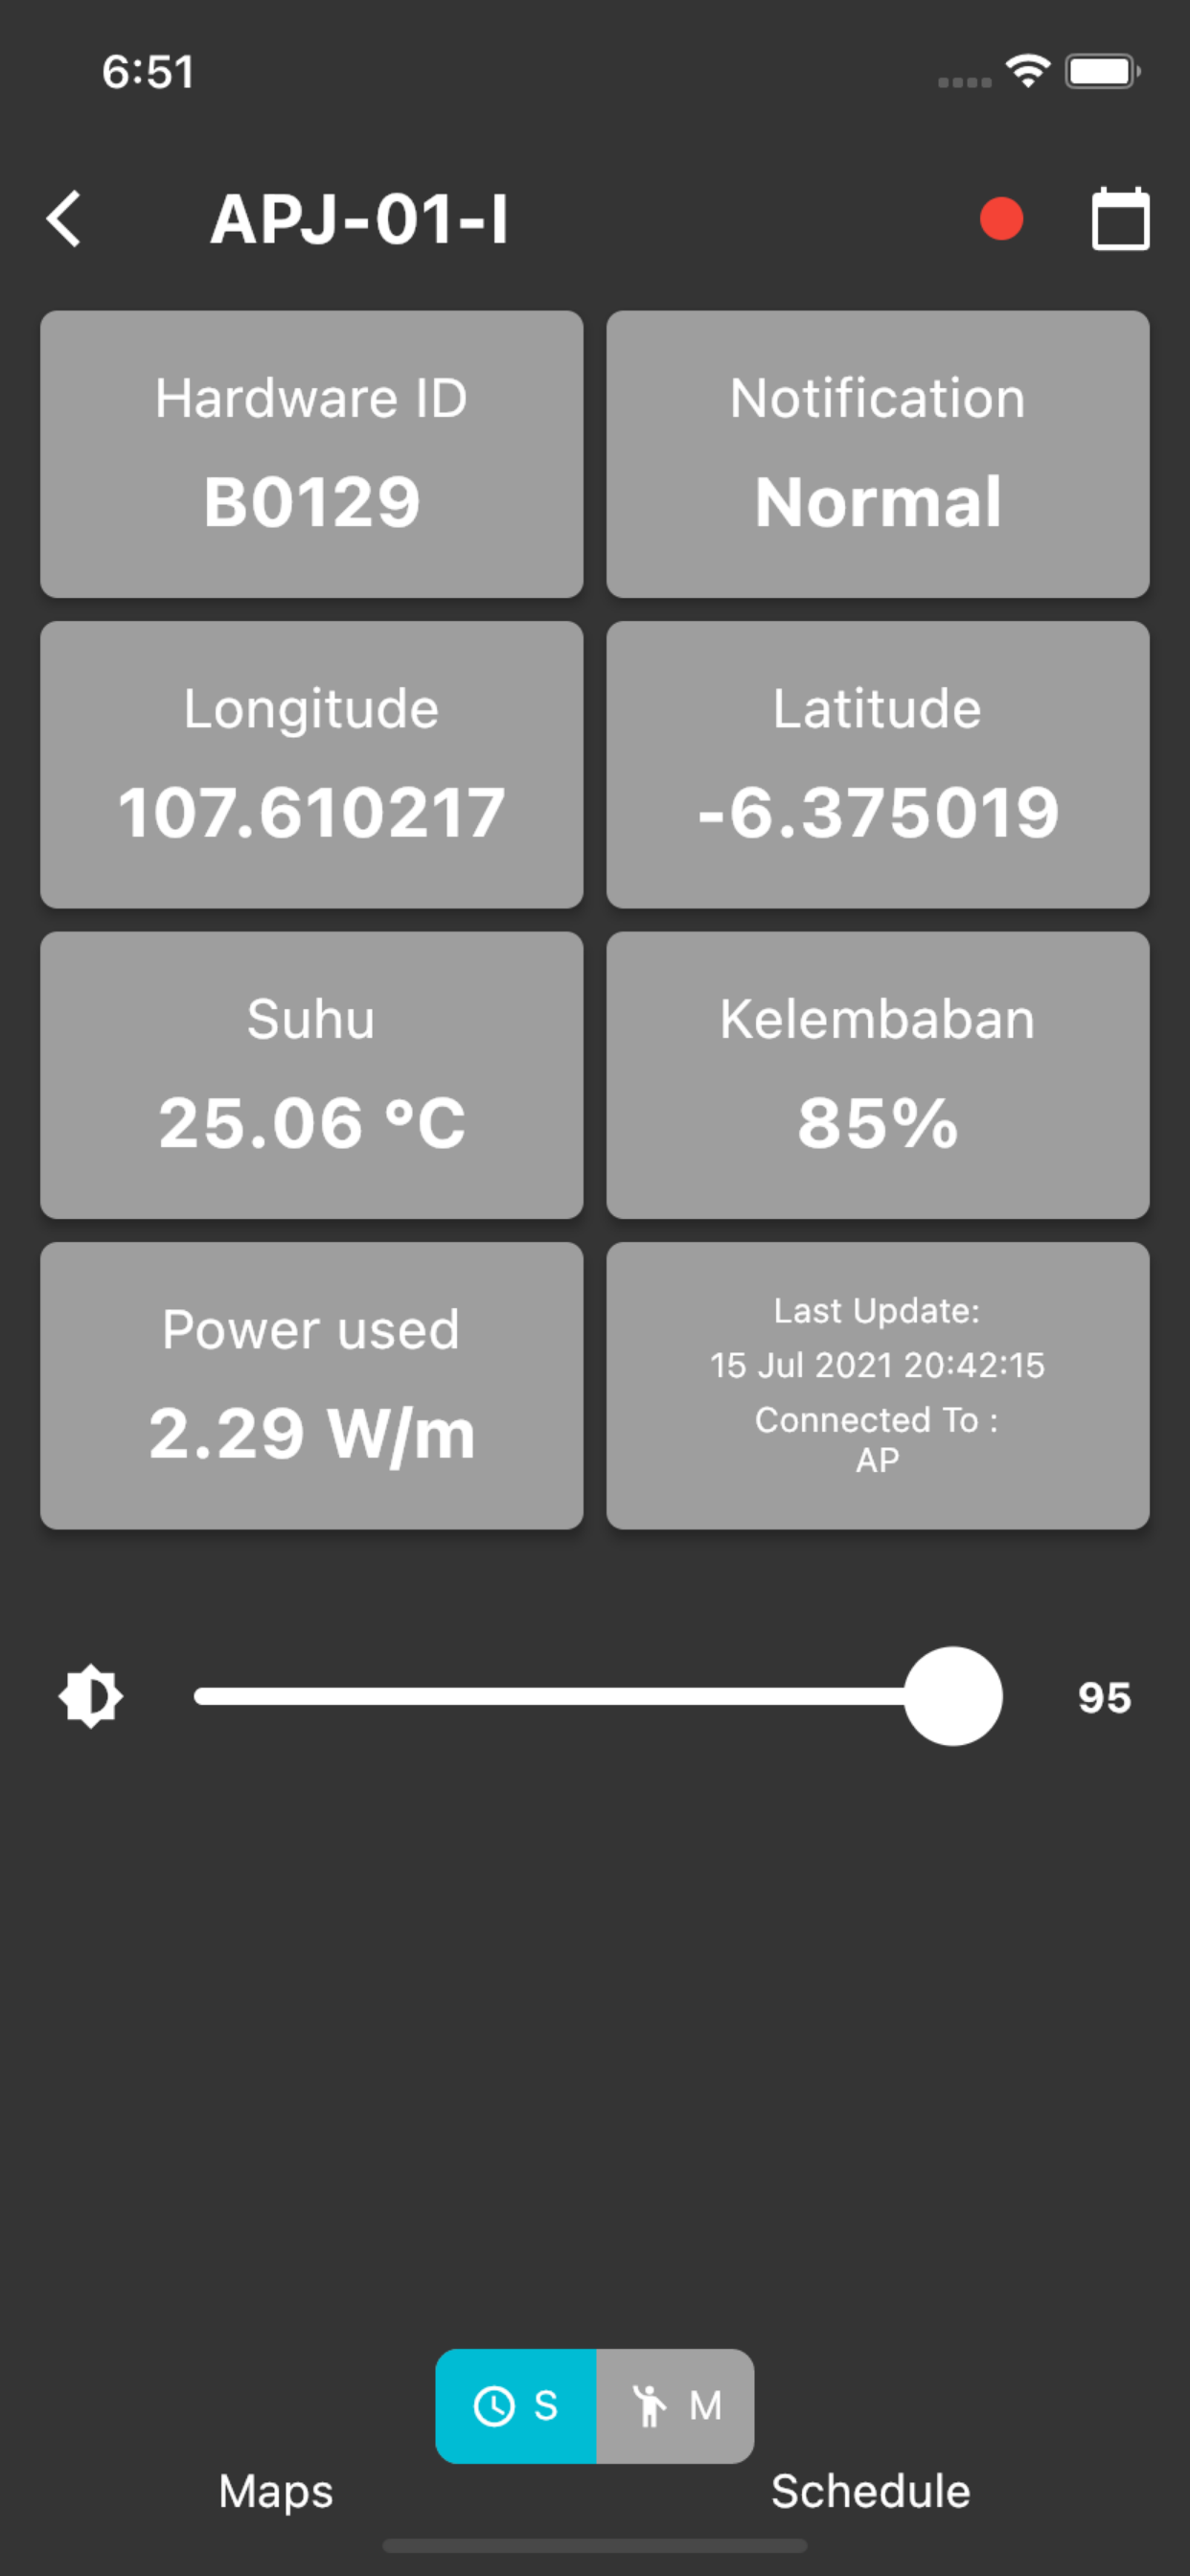 6:51
APJ-01-I
Hardware ID
B0129
Notification
Normal
Longitude
107.610217
Latitude
-6.375019
Suhu
25.06 °C
Kelembaban
85%
Power used
2.29 W/m
Last Update:
15 Jul 2021 20:42:15
Connected To :
AP
95
S
M
Maps
Schedule